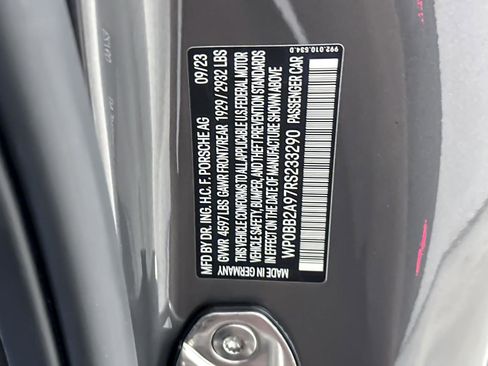 992.010.534.D
MFD BY DR. ING. H.C. F. PORSCHE AG 09/23
GVWR 4597 LBS GAWR FRONT/REAR 1929 / 2932 LBS
THIS VEHICLE CONFORMS TO ALL APPLICABLE U.S. FEDERAL MOTOR
VEHICLE SAFETY, BUMPER, AND THEFT PREVENTION STANDARDS
IN EFFECT ON THE DATE OF MANUFACTURE SHOWN ABOVE
WP0BB2A97RS233290 PASSENGER CAR
MADE IN GERMANY